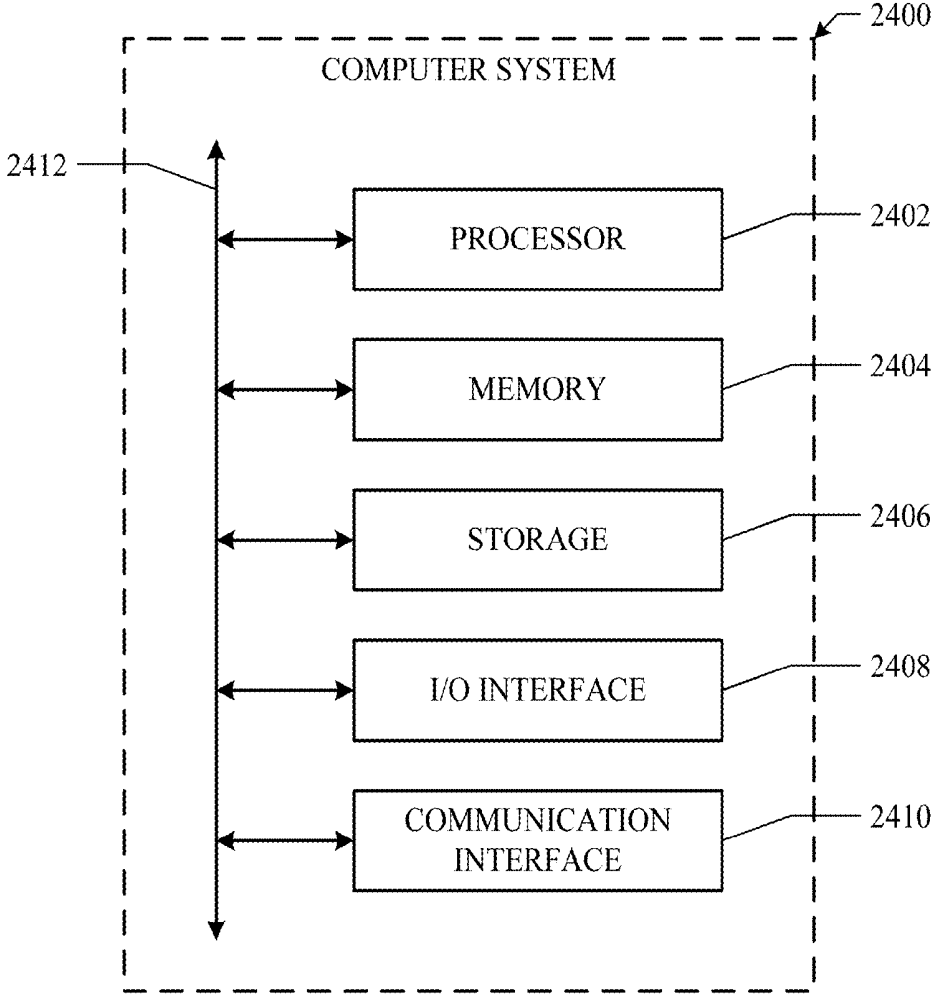 2400
COMPUTER SYSTEM
2412
PROCESSOR
2402
MEMORY
2404
STORAGE
2406
I/O INTERFACE
2408
COMMUNICATION
INTERFACE
2410